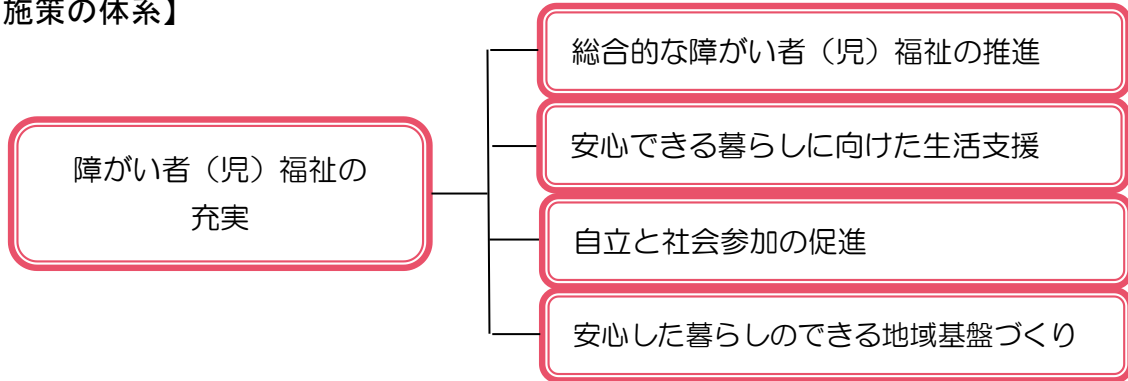 施策の体系】
総合的な障がい者（児）福祉の推進
安心できる暮らしに向けた生活支援
障がい者（児）福祉の
充実
自立と社会参加の促進
安心した暮らしのできる地域基盤づくり